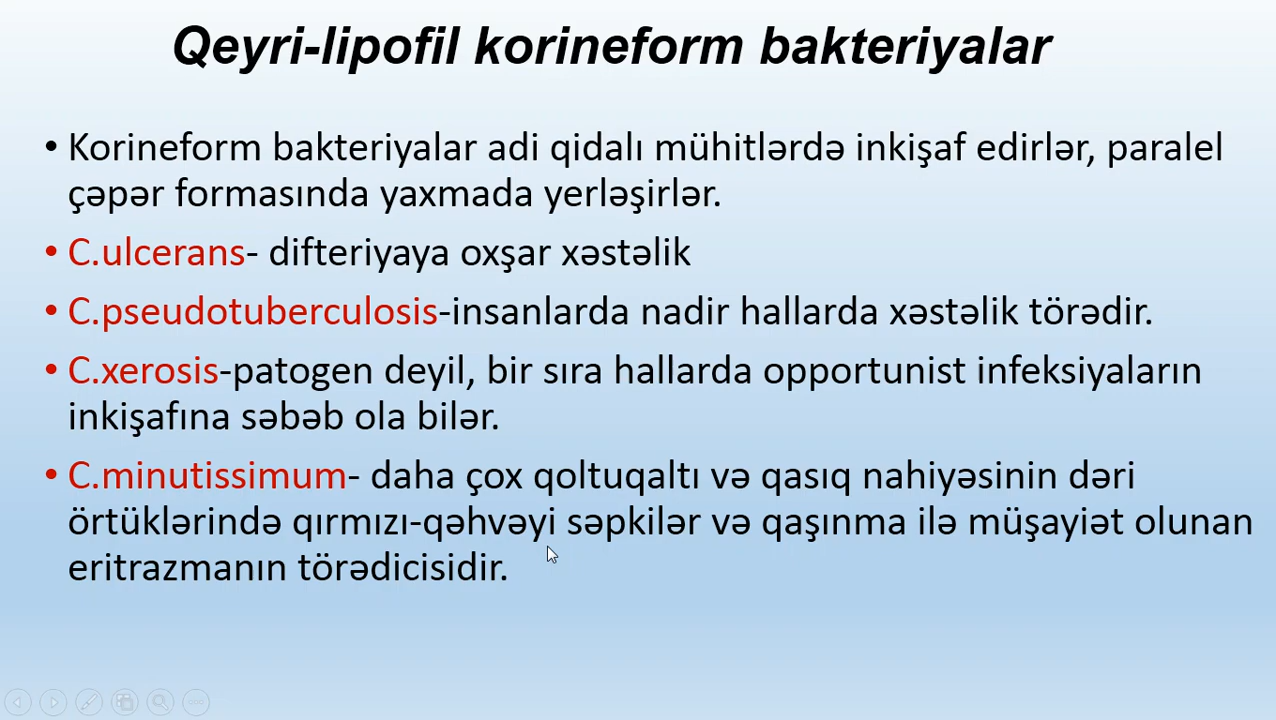 Qeyri-lipofil korineform bakteriyalar
• Korineform bakteriyalar adi qidalı mühitlərdə inkişaf edirlər, paralel
çəpər formasında yaxmada yerləşirlər.
• C.ulcerans- difteriyaya oxşar xəstəlik
• C.pseudotuberculosis-insanlarda nadir hallarda xəstəlik törədir.
• C.xerosis-patogen deyil, bir sıra hallarda opportunist infeksiyaların
inkişafına səbəb ola bilər.
• C.minutissimum- daha çox qoltuqaltı və qasıq nahiyəsinin dəri
örtüklərində qırmızı-qəhvəyi səpkilər və qaşınma ilə müşayiət olunan
eritrazmanın törədicisidir.